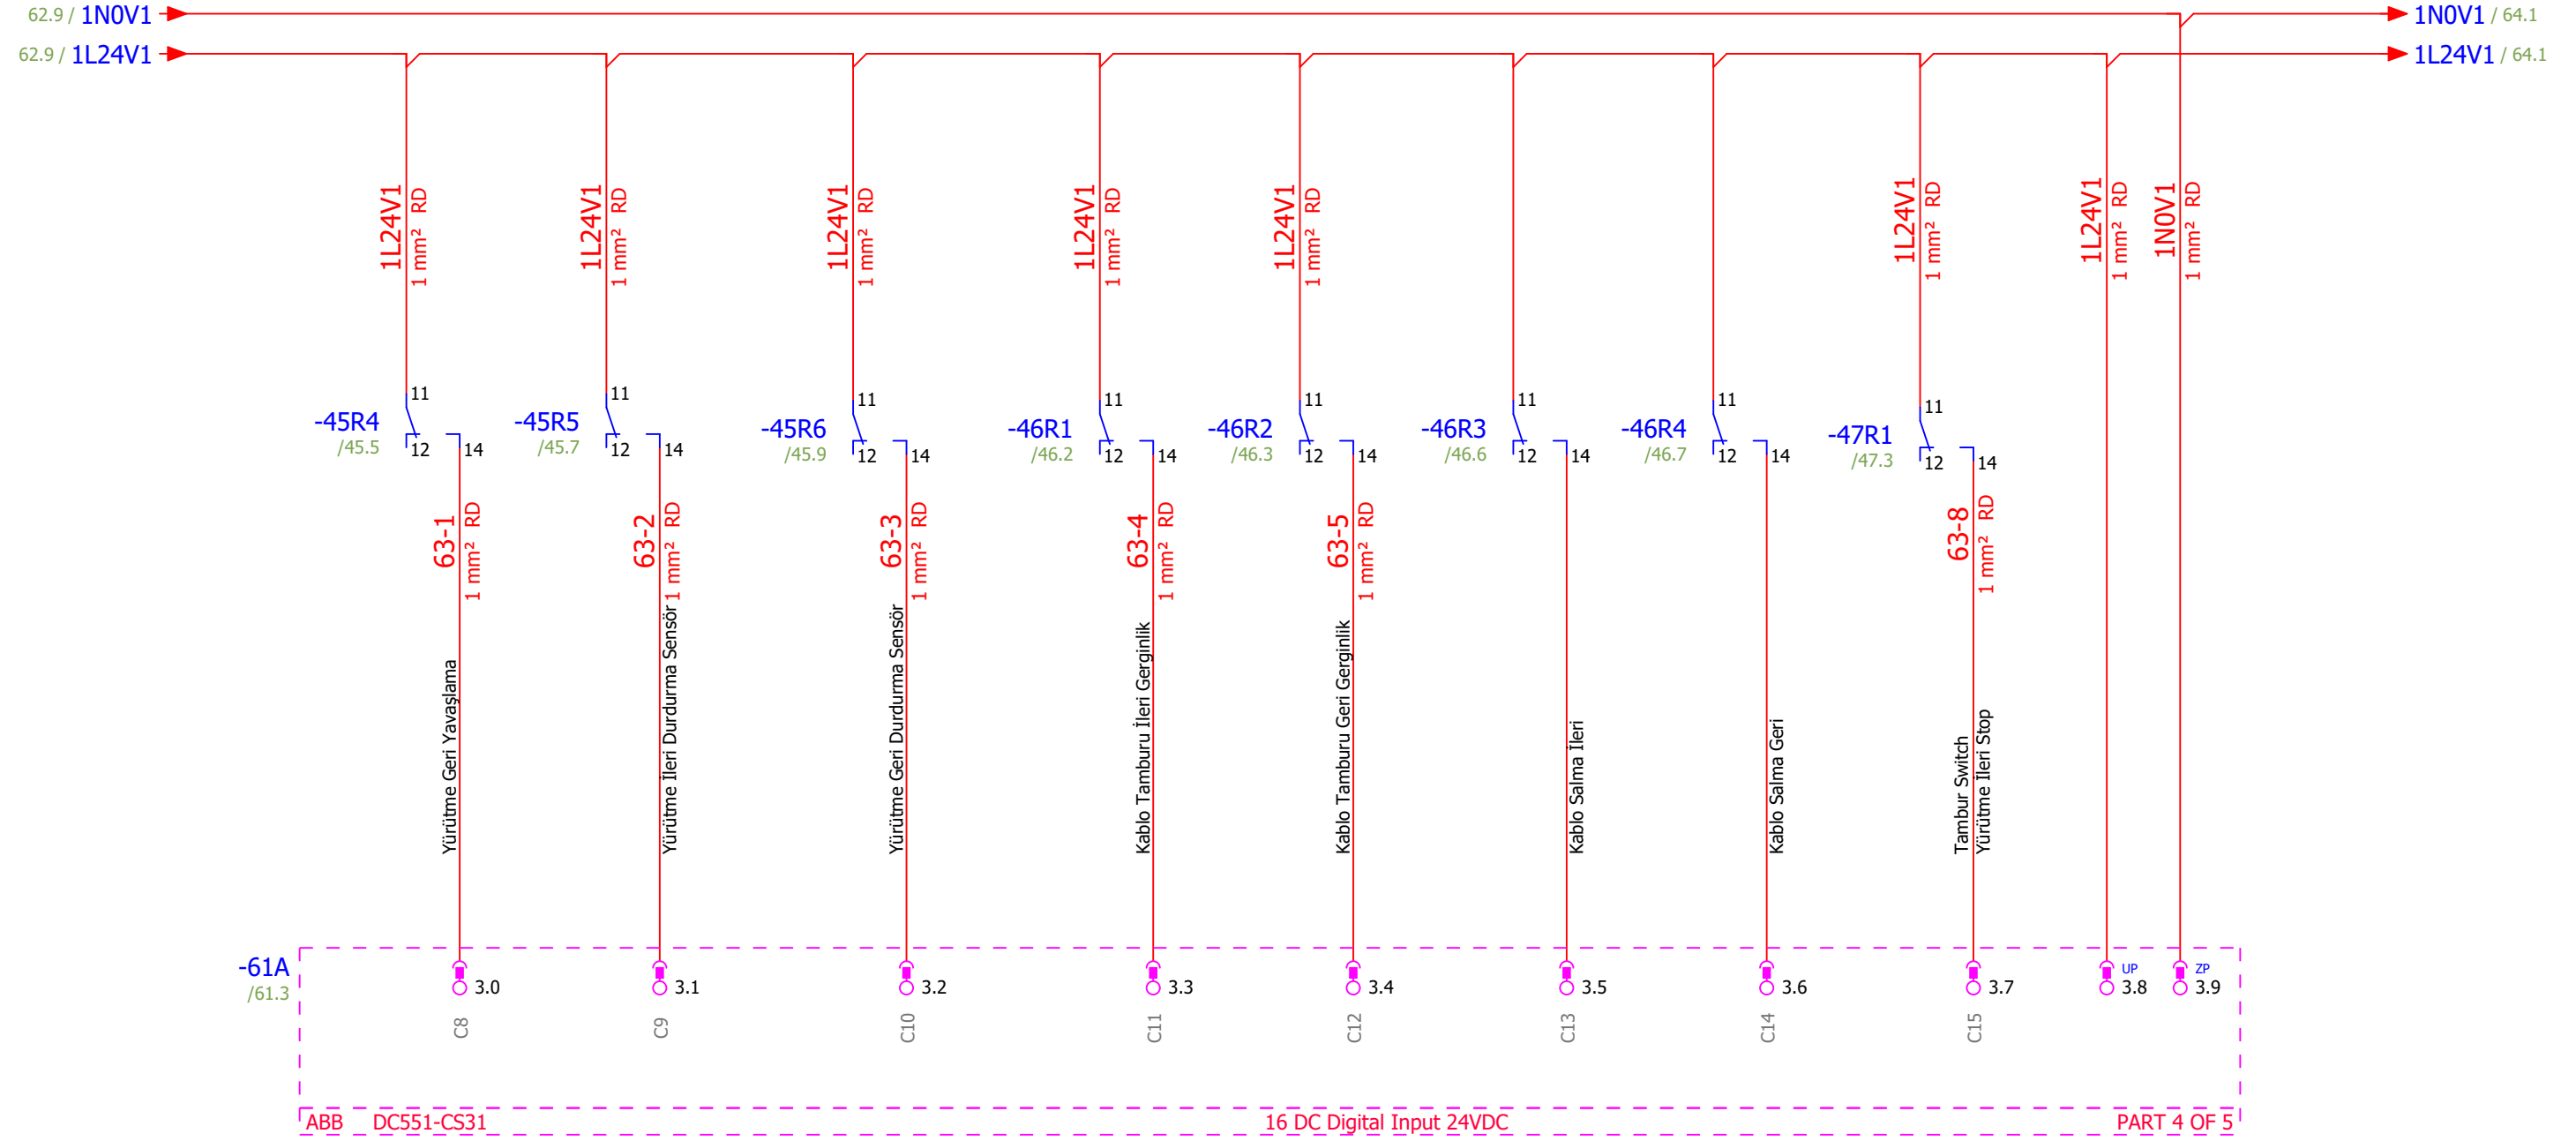 62.9 / 1N0V1
1N0V1 / 64.1
62.9 / 1L24V1
1L24V1 / 64.1
1L24V1
1 mm² RD
1L24V1
1 mm² RD
1L24V1
1 mm² RD
1L24V1
1 mm² RD
1L24V1
1 mm² RD
1L24V1
1 mm² RD
1L24V1
1 mm² RD
1N0V1
1 mm² RD
-45R4
/45.5
11
12
14
-45R5
/45.7
11
12
14
-45R6
/45.9
11
12
14
-46R1
/46.2
11
12
14
-46R2
/46.3
11
12
14
-46R3
/46.6
11
12
14
-46R4
/46.7
11
12
14
-47R1
/47.3
11
12
14
63-1
1 mm² RD
63-2
1 mm² RD
63-3
1 mm² RD
63-4
1 mm² RD
63-5
1 mm² RD
63-8
1 mm² RD
Yürütme Geri Yavaşlama
Yürütme İleri Durdurma Sensör
Yürütme Geri Durdurma Sensör
Kablo Tamburu İleri Gerginlik
Kablo Tamburu Geri Gerginlik
Kablo Salma İleri
Kablo Salma Geri
Tambur Switch
Yürütme İleri Stop
-61A
/61.3
3.0
3.1
3.2
3.3
3.4
3.5
3.6
3.7
UP
3.8
ZP
3.9
C8
C9
C10
C11
C12
C13
C14
C15
ABB DC551-CS31
16 DC Digital Input 24VDC
PART 4 OF 5